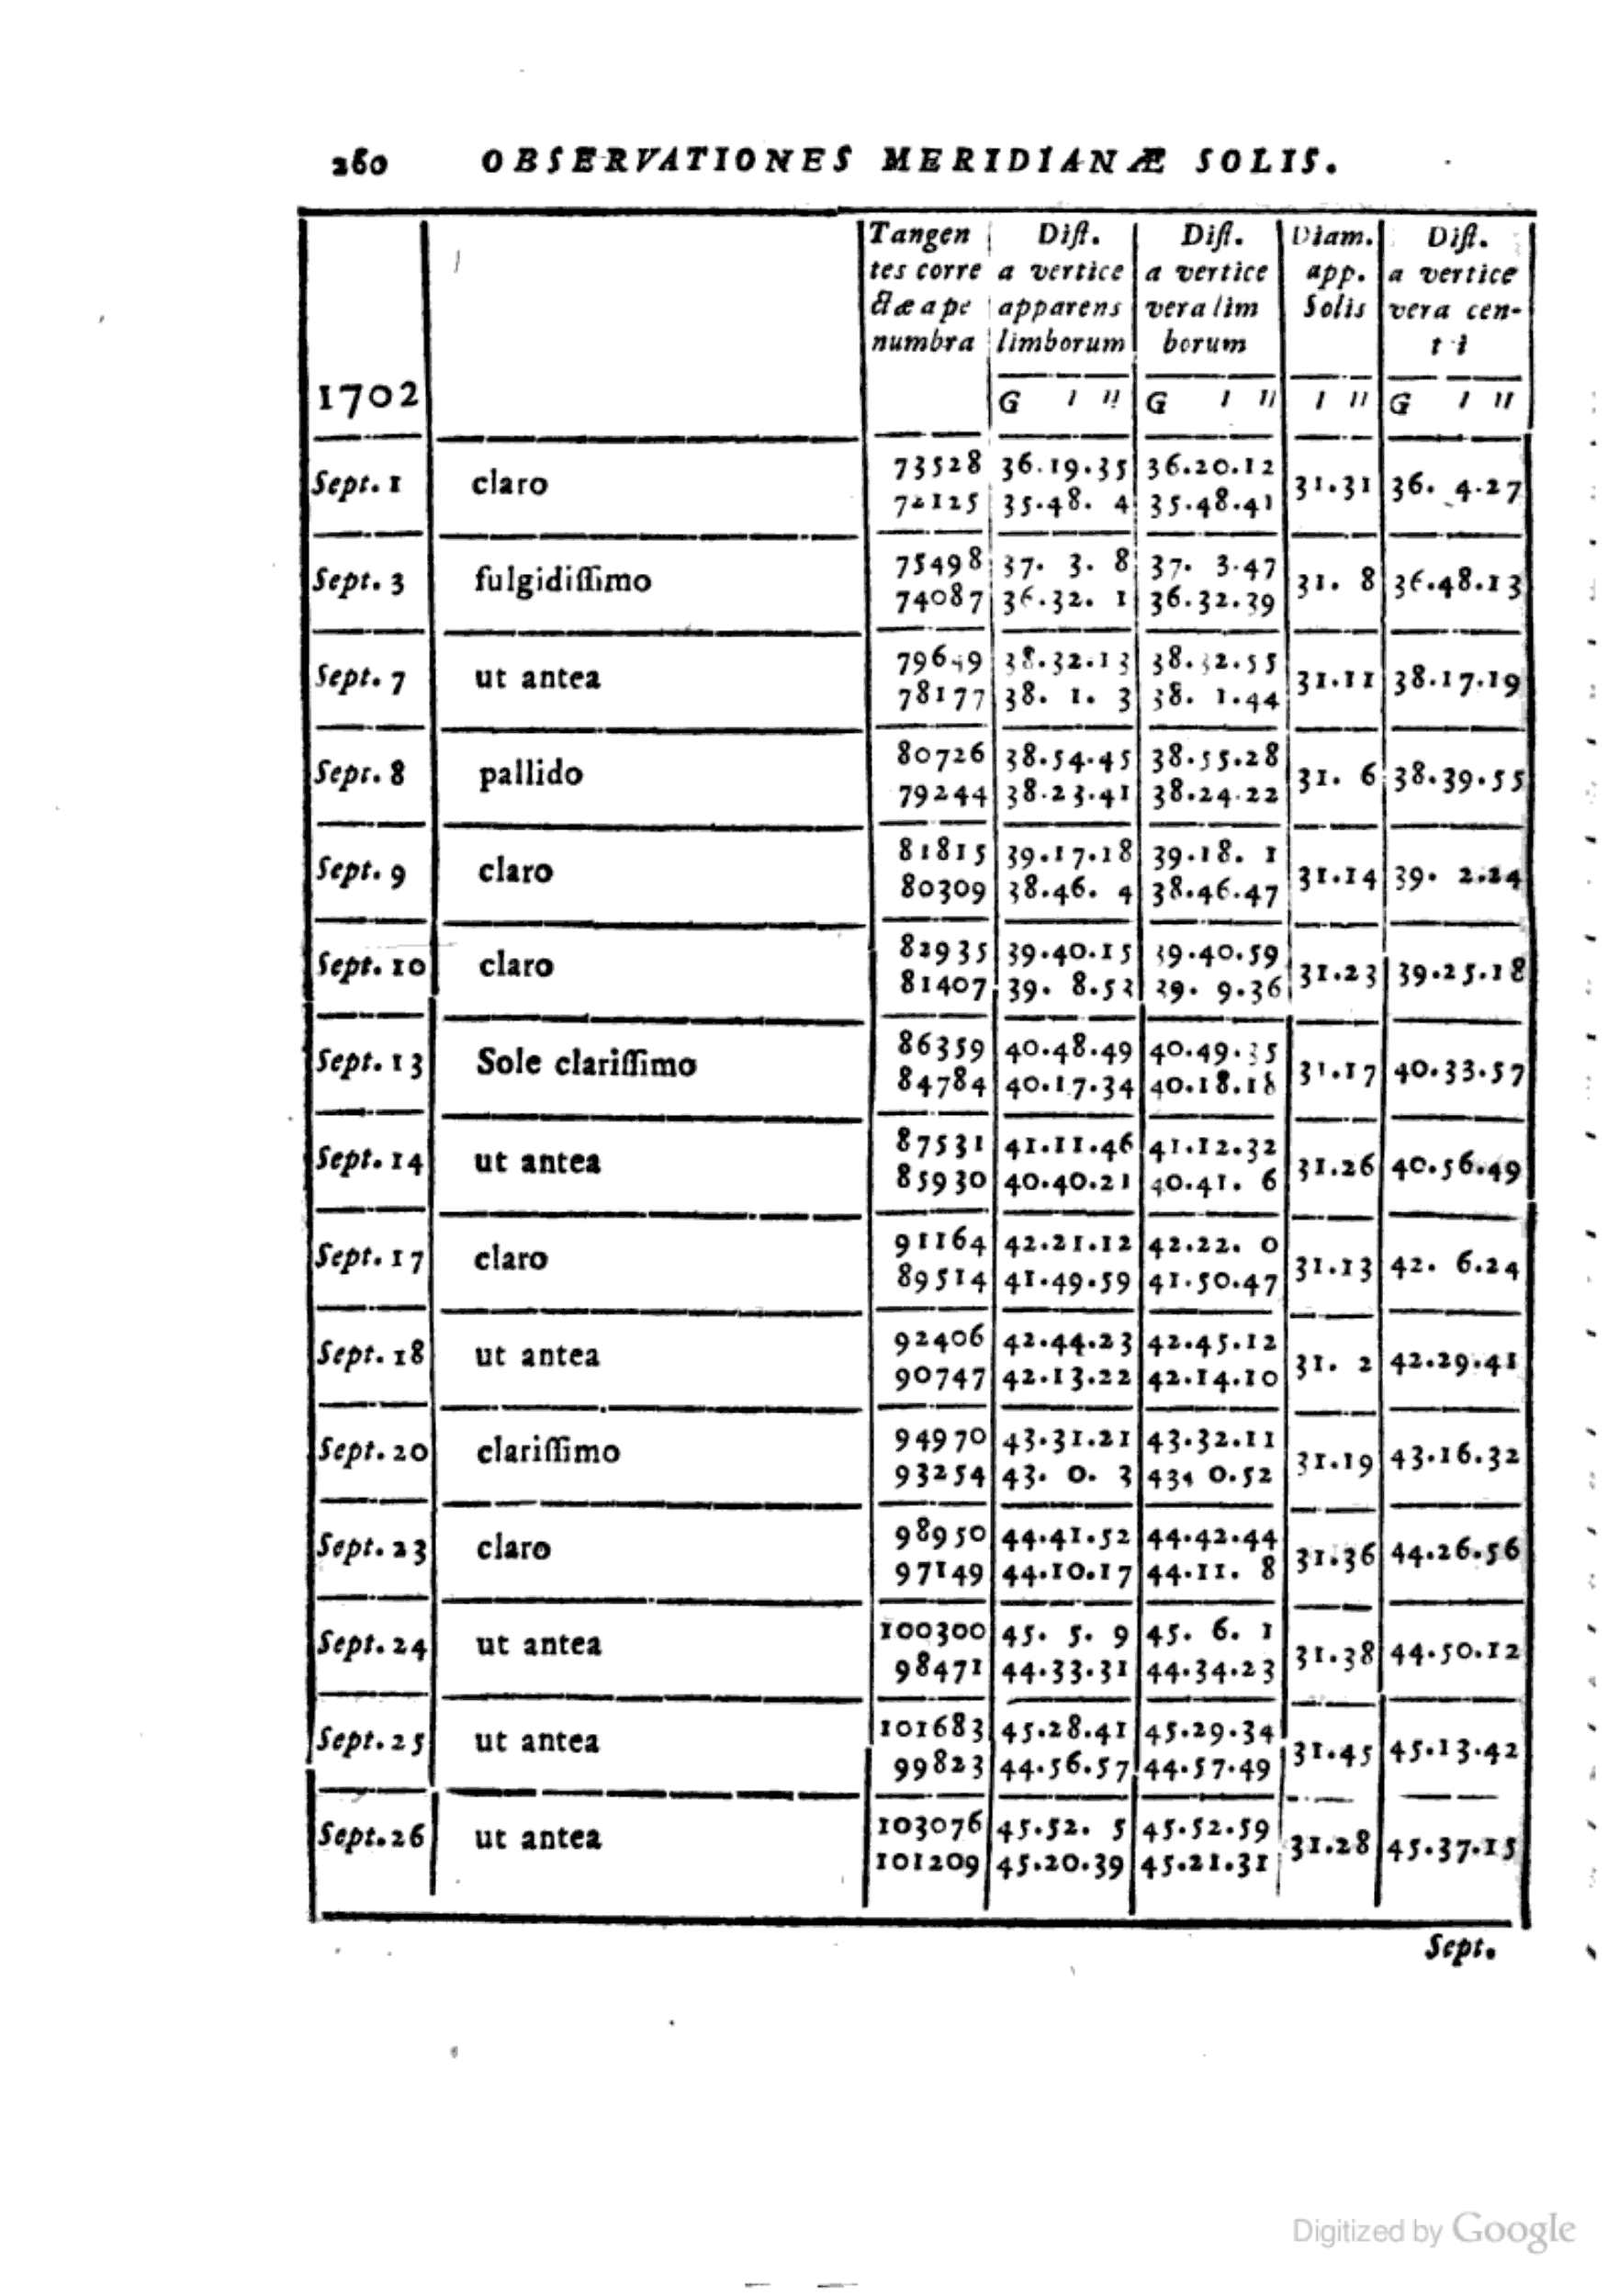 260 OBSERVATIONES MERIDIANÆ SOLIS.
1702 | | Tangentes corre ctæ a penumbra | Dist. a vertice apparens limborum | Dist. a vertice vera limborum | Diam. app. Solis | Dist. a vertice vera cen-
G ′ ″ | G ′ ″ | ′ ″ | G ′ ″
Sept. 1 claro 73528 36.19.35 36.20.12 31.31 36. 4.27
72125 35.48. 4 35.48.41
Sept. 3 fulgidiſſimo 75498 37. 3. 8 37. 3.47 31. 8 36.48.13
74087 36.32. 1 36.32.39
Sept. 7 ut antea 38.32.13 38.32.55 31.11 38.17.19
78177 38. 1. 3 38. 1.44
Sept. 8 pallido 80726 38.54.45 38.55.28 31. 6 38.39.55
79244 38.23.41 38.24.22
Sept. 9 claro 81815 39.17.18 39.18. 1 31.14 39. 2.24
80309 38.46. 4 38.46.47
Sept. 10 claro 82935 39.40.15 39.40.59 31.23 39.25.18
81407 39. 8.53 39. 9.36
Sept. 13 Sole clariſſimo 86359 40.48.49 40.49.35 31.17 40.33.57
84784 40.17.34 40.18.18
Sept. 14 ut antea 87531 41.11.46 41.12.32 31.26 40.56.49
85930 40.40.21 40.41. 6
Sept. 17 claro 91164 42.21.12 42.22. 0 31.13 42. 6.24
89514 41.49.59 41.50.47
Sept. 18 ut antea 92406 42.44.23 42.45.12 31. 2 42.29.41
90747 42.13.22 42.14.10
Sept. 20 clariſſimo 94970 43.31.21 43.32.11 31.19 43.16.32
93254 43. 0. 3 43. 0.52
Sept. 23 claro 98950 44.41.52 44.42.44 31.36 44.26.56
97149 44.10.17 44.11. 8
Sept. 24 ut antea 100300 45. 5. 9 45. 6. 1 31.38 44.50.12
98471 44.33.31 44.34.23
Sept. 25 ut antea 101683 45.28.41 45.29.34 31.45 45.13.42
99823 44.56.57 44.57.49
Sept. 26 ut antea 103076 45.52. 5 45.52.59 31.28 45.37.15
101209 45.20.39 45.21.31
Sept.
Digitized by Google